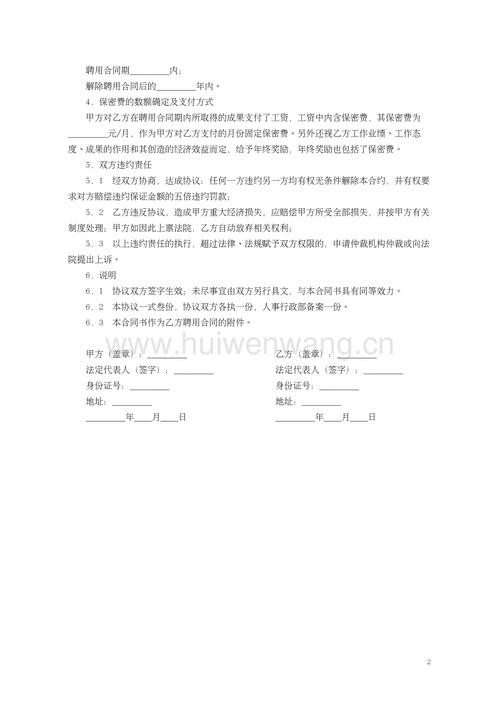 聘用合同期_________内；
解除聘用合同后的_________年内。
4．保密费的数额确定及支付方式
甲方对乙方在聘用合同期内所取得的成果支付了工资，工资中内含保密费，其保密费为
_________元/月，作为甲方对乙方支付的月份固定保密费。另外还视乙方工作业绩、工作态
度、成果的作用和其创造的经济效益而定，给予年终奖励，年终奖励也包括了保密费。
5．双方违约责任
5．1　经双方协商，达成协议：任何一方违约另一方均有权无条件解除本合约，并有权要
求对方赔偿违约保证金额的五倍违约罚款；
5．2　乙方违反协议，造成甲方重大经济损失，应赔偿甲方所受全部损失，并按甲方有关
制度处理；甲方如因此上禀法院，乙方自动放弃相关权利；
5．3　以上违约责任的执行，超过法律、法规赋予双方权限的，申请仲裁机构仲裁或向法
院提出上诉。
6．说明
6．1　协议双方签字生效；未尽事宜由双方另行具文，与本合同书具有同等效力。
6．2　本协议一式叁份，协议双方各执一份，人事行政部备案一份。
6．3　本合同书作为乙方聘用合同的附件。
www.huiwenwang.cn
甲方（盖章）：_________　乙方（盖章）：_________
法定代表人（签字）：_________　法定代表人（签字）：_________
身份证号：_________　身份证号：_________
地址：_________　地址：_________
_________年____月____日　_________年____月____日
2